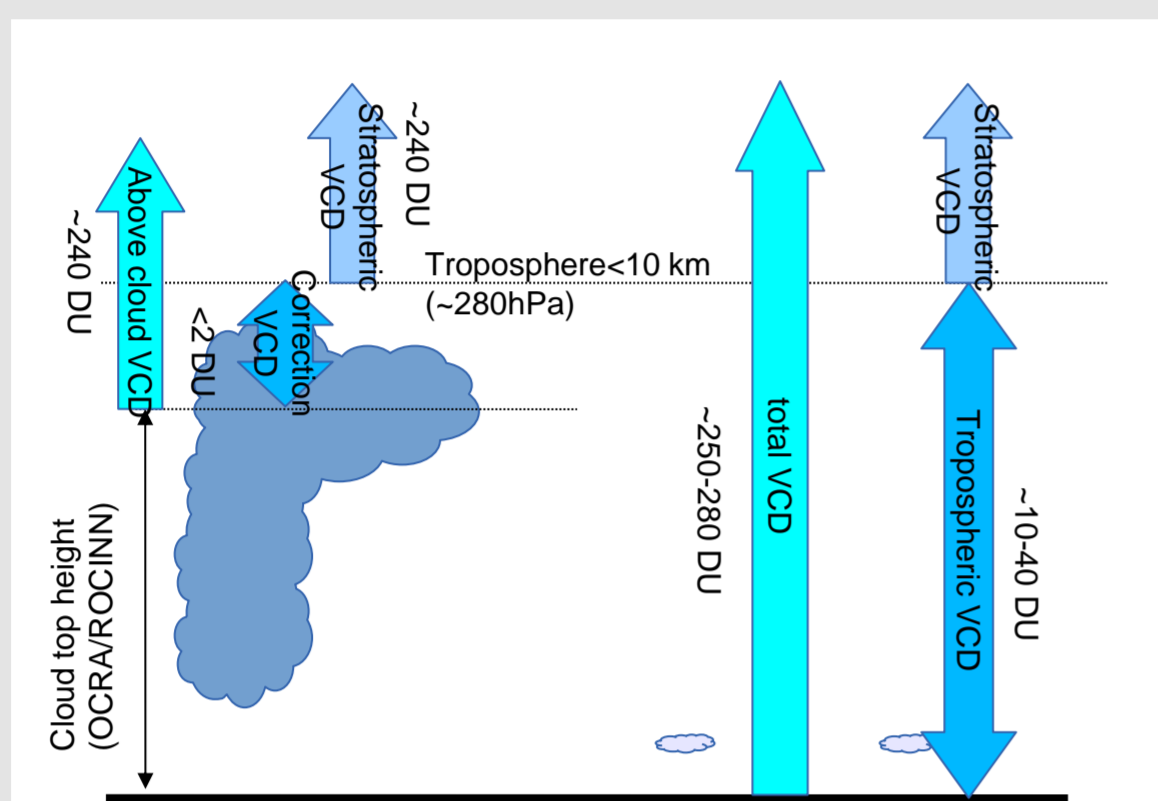 ~240 DU
Above cloud VCD
<2 DU
Correction
VCD
Stratospheric
VCD
~240 DU
Troposphere<10 km
(~280hPa)
Cloud top height
(OCRA/ROCINN)
~250-280 DU
total VCD
Stratospheric
VCD
Tropospheric VCD
~10-40 DU